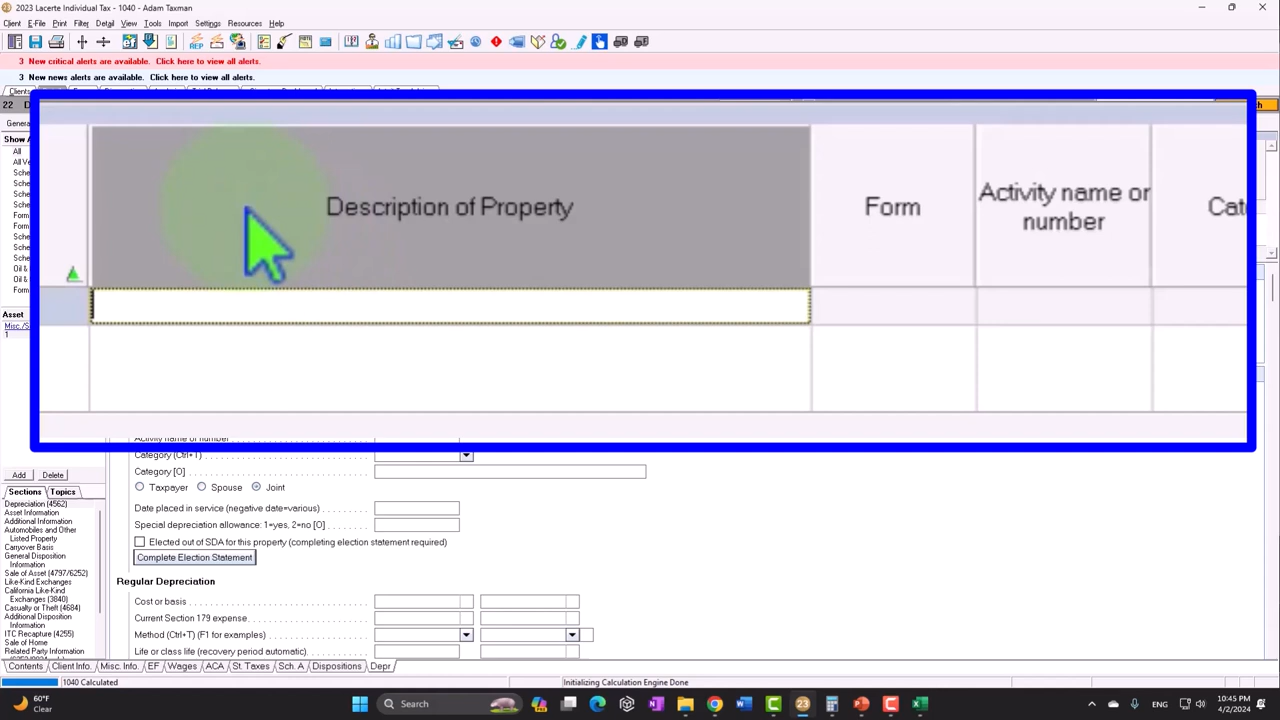 2023 Lacerte Individual Tax - 1040 - Adam Taxman
Client E-File Print Filter Detail View Tools Import Settings Resources Help
3 New critical alerts are available. Click here to view all alerts.
3 New news alerts are available. Click here to view all alerts.
22
Show A
All
Asset
1
Description of Property
Form
Activity name or
number
Activity name or number
Category (Ctrl+T)
Category [O]
Taxpayer Spouse Joint
Date placed in service (negative date=various)
Special depreciation allowance: 1=yes, 2=no [O]
Elected out of SDA for this property (completing election statement required)
Complete Election Statement
Regular Depreciation
Cost or basis
Current Section 179 expense
Method (Ctrl+T) (F1 for examples)
Life or class life (recovery period automatic)
Add Delete
Sections Topics
Depreciation (4562)
Asset Information
Additional Information
Automobiles and Other
Listed Property
Carryover Basis
General Disposition
Information
Sale of Asset (4797/6252)
Like-Kind Exchanges
California Like-Kind
Exchanges (3840)
Casualty or Theft (4684)
Additional Disposition
Information
ITC Recapture (4255)
Sale of Home
Related Party Information
Contents Client Info. Misc. Info. EF Wages ACA St. Taxes Sch. A Dispositions Depr
1040 Calculated
Initializing Calculation Engine Done
60°F
Clear
Search
ENG
10:45 PM
4/2/2024